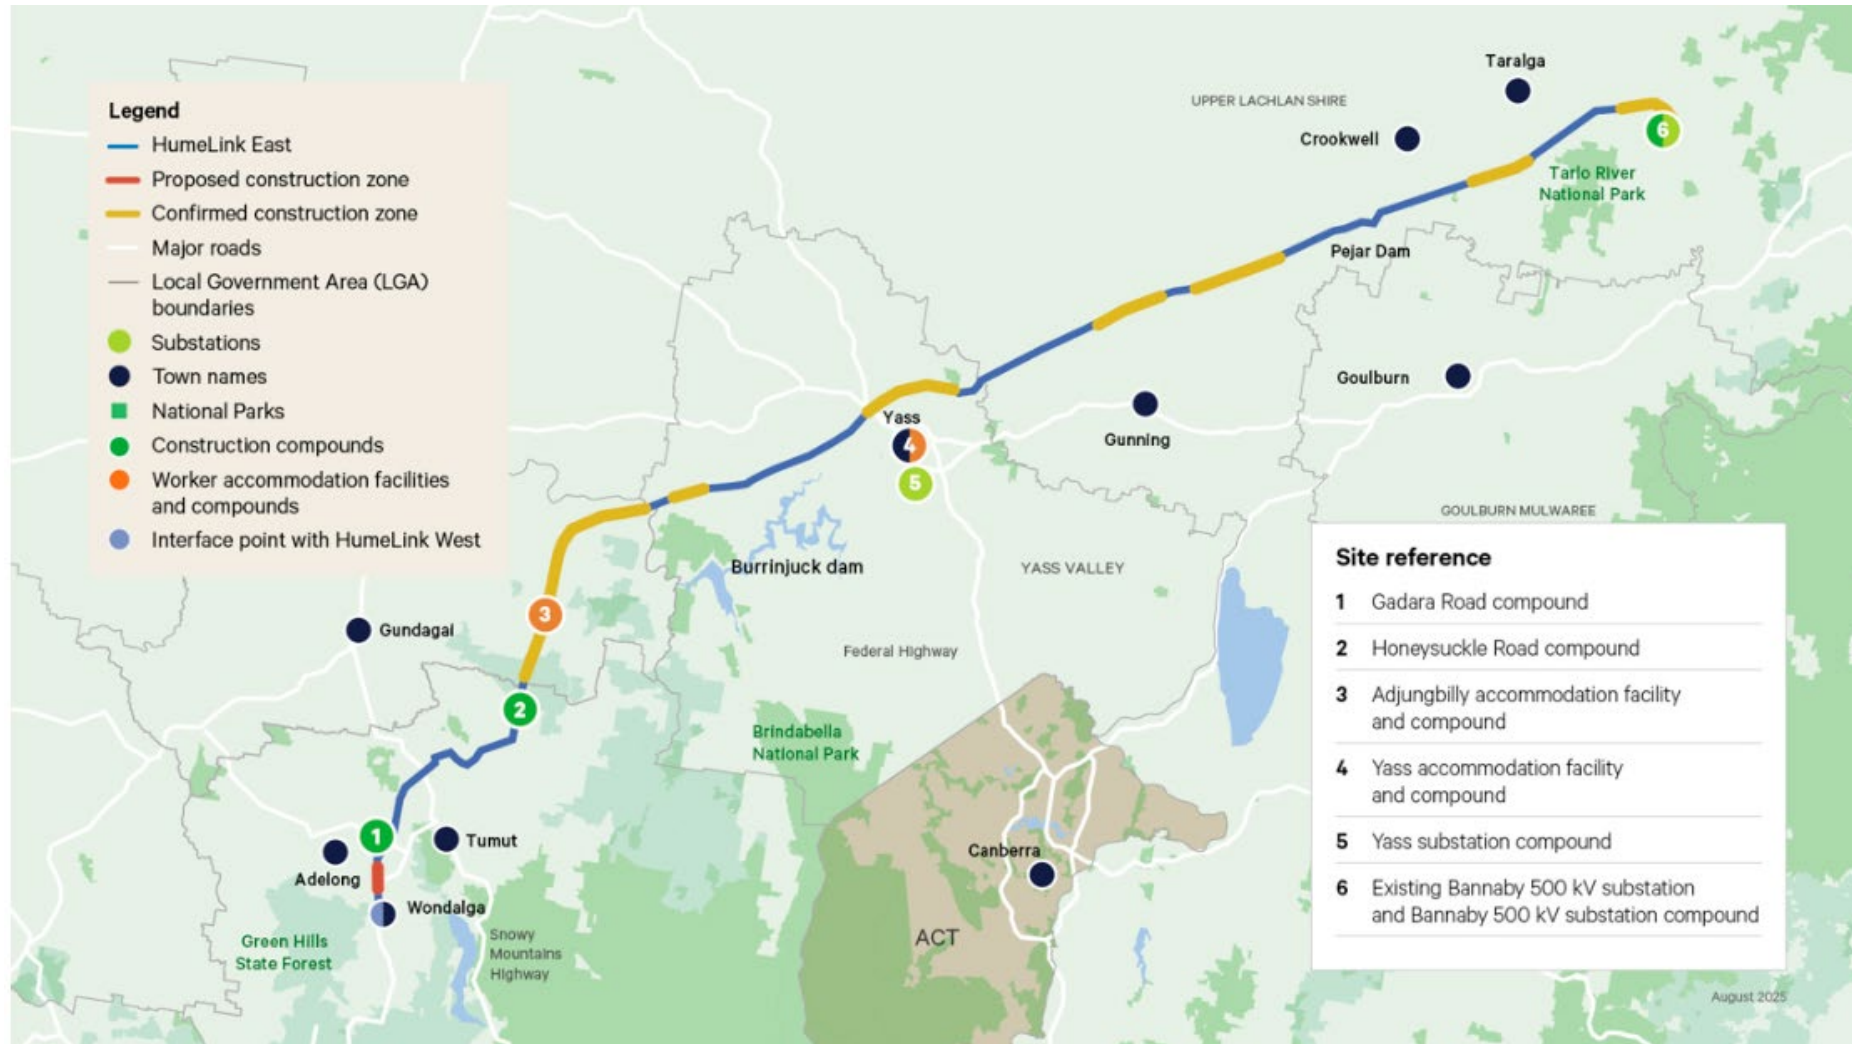 Legend
HumeLink East
Proposed construction zone
Confirmed construction zone
Major roads
Local Government Area (LGA)
boundaries
Substations
Town names
National Parks
Construction compounds
Worker accommodation facilities
and compounds
Interface point with HumeLink West
Taralga
UPPER LACHLAN SHIRE
Crookwell
6
Tarlo River
National Park
Pejar Dam
Goulburn
Yass
4
Gunning
5
GOULBURN MULWAREE
Burrinjuck dam
YASS VALLEY
3
Gundagai
Federal Highway
2
Brindabella
National Park
1
Tumut
Canberra
Adelong
Wondalga
Green Hills
State Forest
Snowy
Mountains
Highway
ACT
Site reference
1 Gadara Road compound
2 Honeysuckle Road compound
3 Adjungbilly accommodation facility
and compound
4 Yass accommodation facility
and compound
5 Yass substation compound
6 Existing Bannaby 500 kV substation
and Bannaby 500 kV substation compound
August 2025